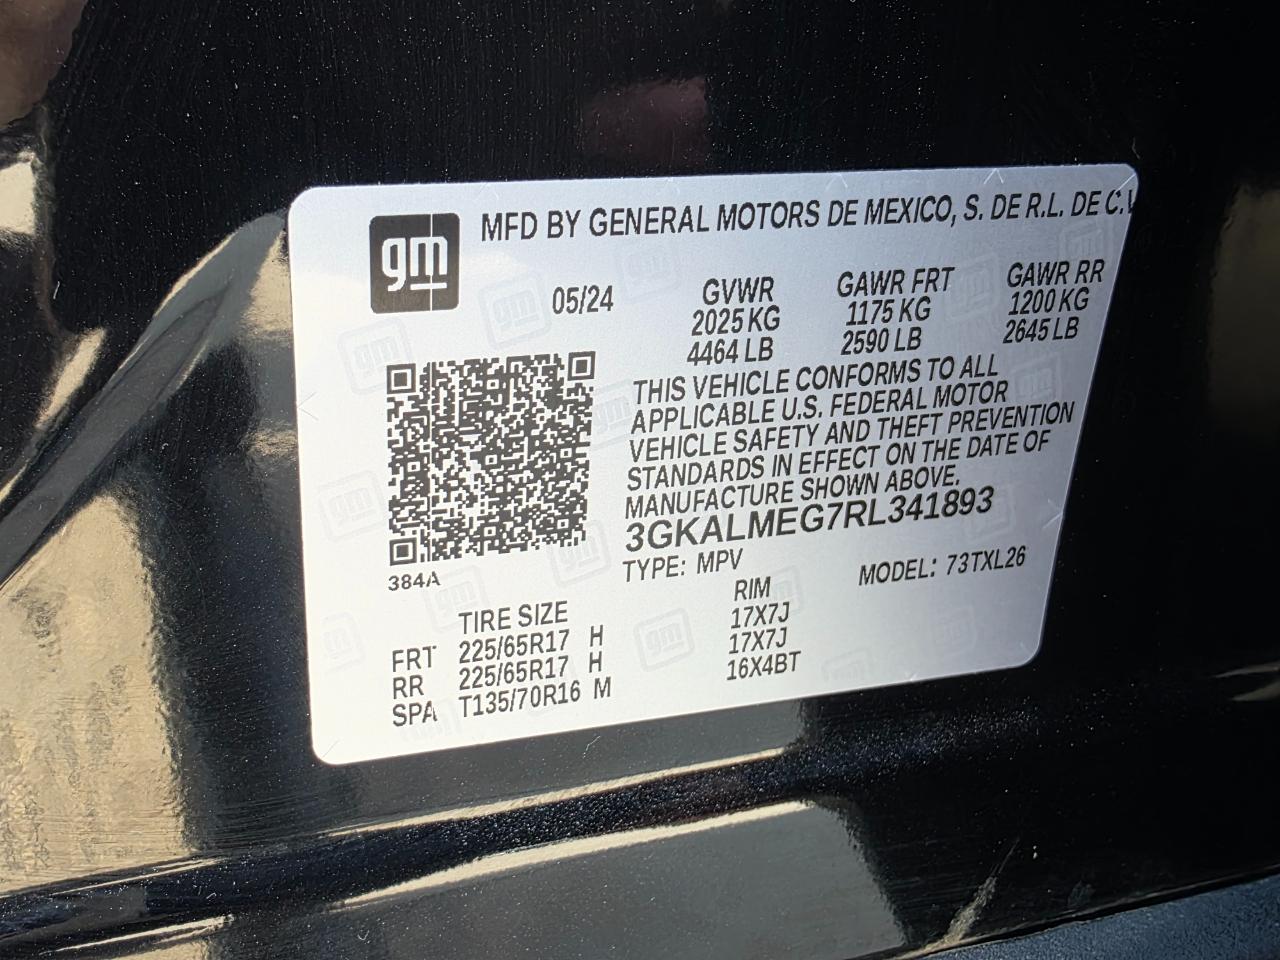 gm
MFD BY GENERAL MOTORS DE MEXICO, S. DE R.L. DE C.V
05/24 GVWR GAWR FRT GAWR RR
2025 KG 1175 KG 1200 KG
4464 LB 2590 LB 2645 LB
THIS VEHICLE CONFORMS TO ALL
APPLICABLE U.S. FEDERAL MOTOR
VEHICLE SAFETY AND THEFT PREVENTION
STANDARDS IN EFFECT ON THE DATE OF
MANUFACTURE SHOWN ABOVE.
3GKALMEG7RL341893
384A
TYPE: MPV MODEL: 73TXL26
TIRE SIZE RIM
FRT 225/65R17 H 17X7J
RR 225/65R17 H 17X7J
SPA T135/70R16 M 16X4BT